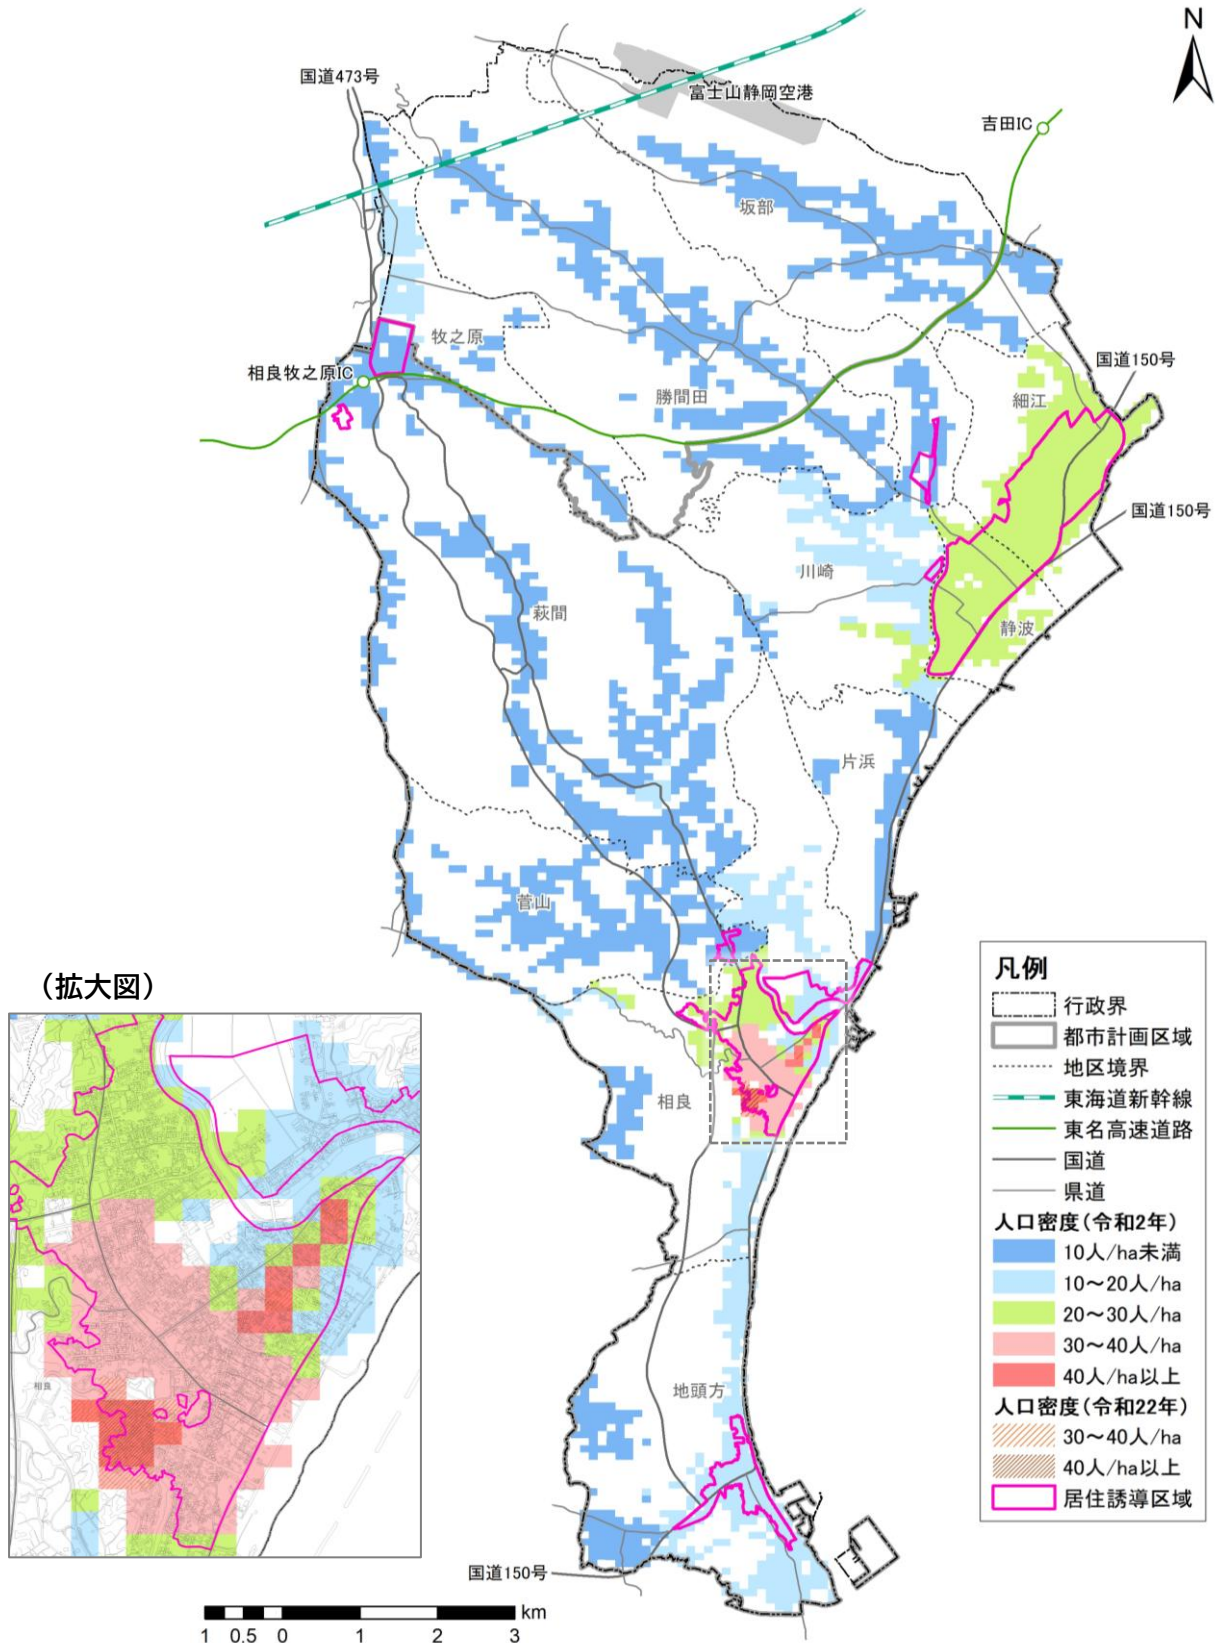 N
国道473号
富士山静岡空港
吉田IC
坂部
牧之原
国道150号
相良牧之原IC
勝間田
細江
国道150号
川崎
萩間
静波
片浜
菅山
(拡大図)
相良
相良
地頭方
国道150号
km
1 0.5 0 1 2 3
凡例
行政界
都市計画区域
地区境界
東海道新幹線
東名高速道路
国道
県道
人口密度(令和2年)
10人/ha未満
10～20人/ha
20～30人/ha
30～40人/ha
40人/ha以上
人口密度(令和22年)
30～40人/ha
40人/ha以上
居住誘導区域